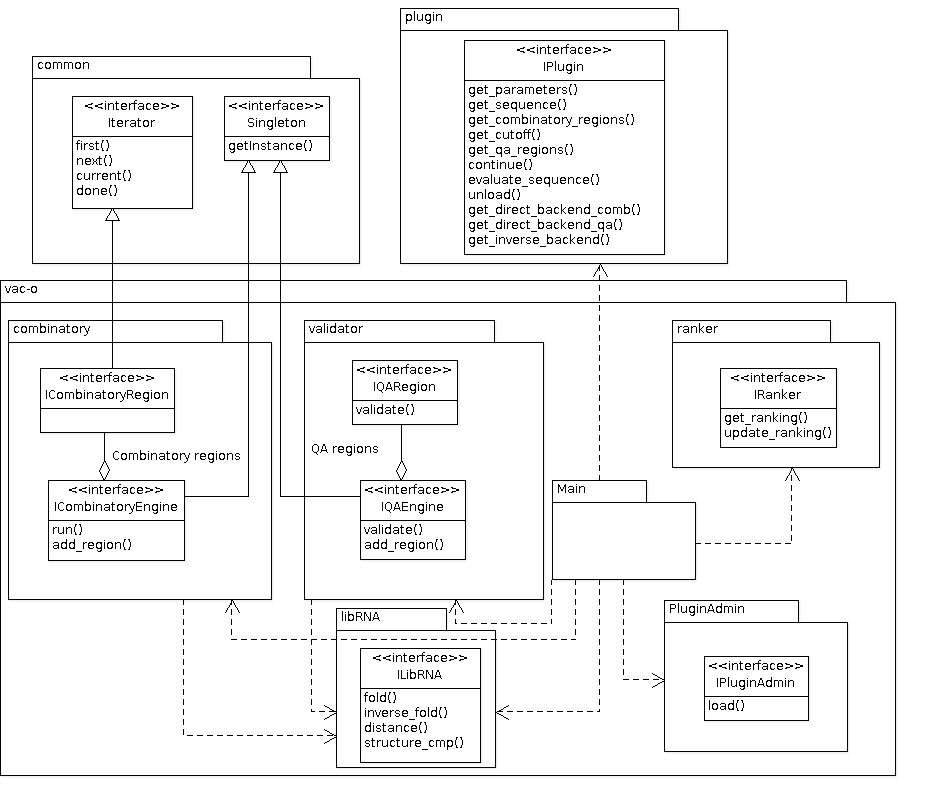 plugin
<<interface>>
IPlugin
get_parameters()
get_sequence()
get_combinatory_regions()
get_cutoff()
get_qa_regions()
continue()
evaluate_sequence()
unload()
get_direct_backend_comb()
get_direct_backend_qa()
get_inverse_backend()
common
<<interface>>
Iterator
first()
next()
current()
done()
<<interface>>
Singleton
getInstance()
vac-o
combinatory
<<interface>>
ICombinatoryRegion
Combinatory regions
<<interface>>
ICombinatoryEngine
run()
add_region()
validator
<<interface>>
IQARegion
validate()
QA regions
<<interface>>
IQAEngine
validate()
add_region()
ranker
<<interface>>
IRanker
get_ranking()
update_ranking()
Main
libRNA
<<interface>>
ILibRNA
fold()
inverse_fold()
distance()
structure_cmp()
PluginAdmin
<<interface>>
IPluginAdmin
load()